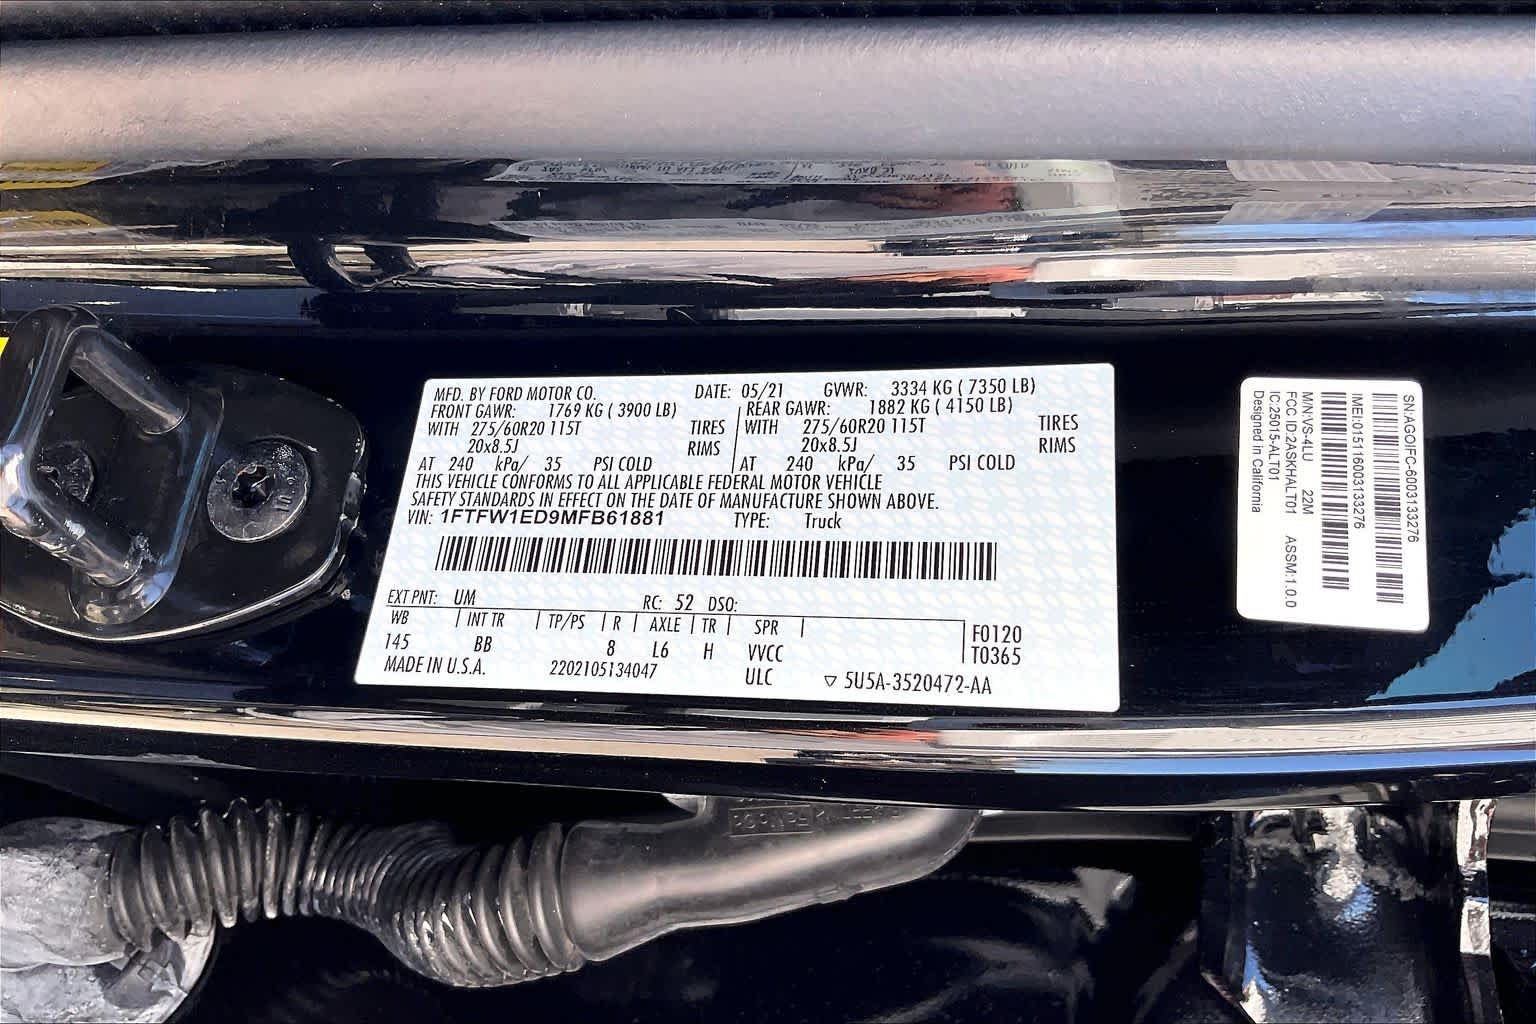 MFD. BY FORD MOTOR CO. DATE: 05/21 GVWR: 3334 KG ( 7350 LB)
FRONT GAWR: 1769 KG ( 3900 LB) REAR GAWR: 1882 KG ( 4150 LB)
WITH 275/60R20 115T TIRES WITH 275/60R20 115T TIRES
20x8.5J RIMS 20x8.5J RIMS
AT 240 kPa/ 35 PSI COLD AT 240 kPa/ 35 PSI COLD
THIS VEHICLE CONFORMS TO ALL APPLICABLE FEDERAL MOTOR VEHICLE
SAFETY STANDARDS IN EFFECT ON THE DATE OF MANUFACTURE SHOWN ABOVE.
VIN: 1FTFW1ED9MFB61881 TYPE: Truck
EXT PNT: UM RC: 52 DSO:
WB INT TR TP/PS R AXLE TR SPR
145 BB 8 L6 H VVCC
F0120
T0365
MADE IN U.S.A. 2202105134047 ULC ▽ 5U5A-3520472-AA
SN:AGOIFC-6003133276
IMEI:015116003133276
M/N:VS-4LU 22M
FCC ID:2ASKHALT01 ASSM:1.0.0
IC:25015-ALT01
Designed in California